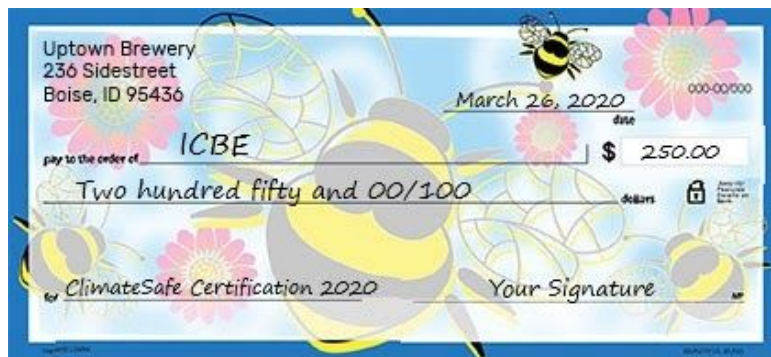 Uptown Brewery
236 Sidestreet
Boise, ID 95436
000-00/000
March 26, 2020
date
pay to the order of ICBE $ 250.00
Two hundred fifty and 00/100 dollars
for ClimateSafe Certification 2020 Your Signature MP